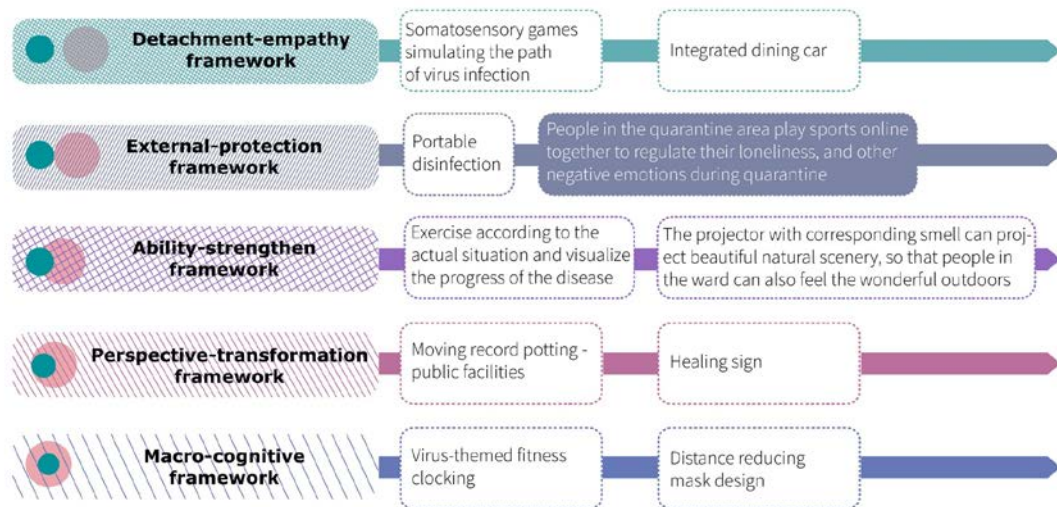 Detachment-empathy
framework
Somatosensory games
simulating the path
of virus infection
Integrated dining car
External-protection
framework
Portable
disinfection
People in the quarantine area play sports online
together to regulate their loneliness, and other
negative emotions during quarantine
Ability-strengthen
framework
Exercise according to the
actual situation and visualize
the progress of the disease
The projector with corresponding smell can proj-
ect beautiful natural scenery, so that people in
the ward can also feel the wonderful outdoors
Perspective-transformation
framework
Moving record potting -
public facilities
Healing sign
Macro-cognitive
framework
Virus-themed fitness
clocking
Distance reducing
mask design